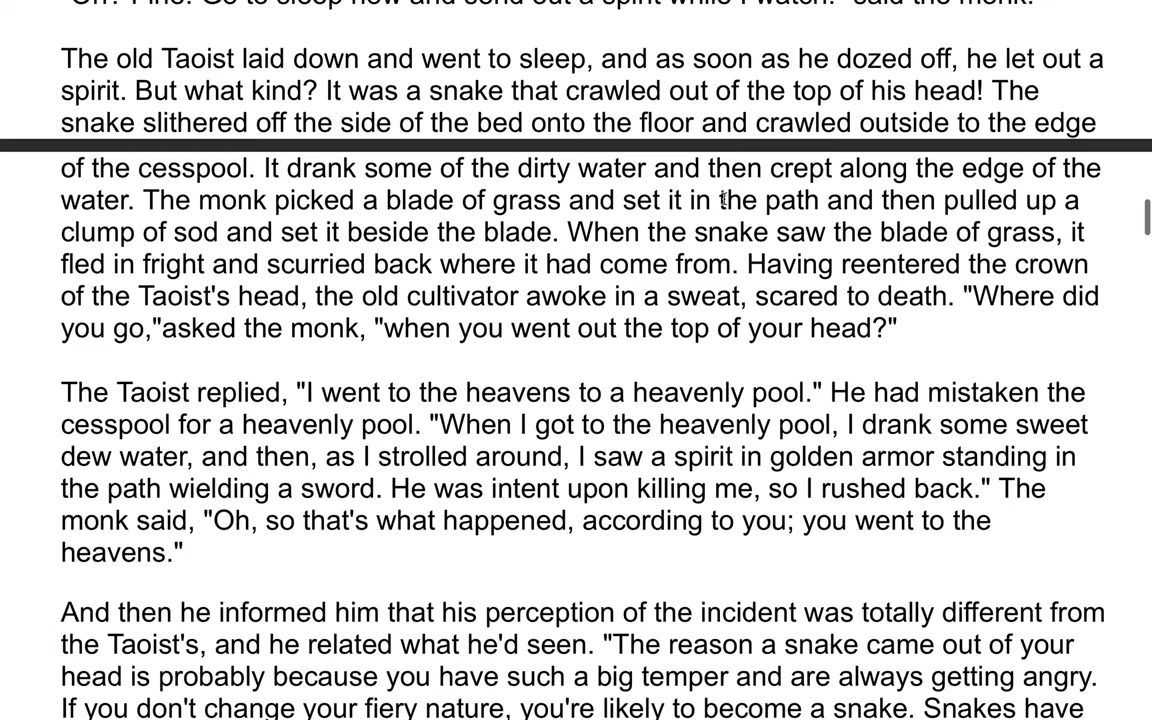 The old Taoist laid down and went to sleep, and as soon as he dozed off, he let out a
spirit. But what kind? It was a snake that crawled out of the top of his head! The
snake slithered off the side of the bed onto the floor and crawled outside to the edge
of the cesspool. It drank some of the dirty water and then crept along the edge of the
water. The monk picked a blade of grass and set it in the path and then pulled up a
clump of sod and set it beside the blade. When the snake saw the blade of grass, it
fled in fright and scurried back where it had come from. Having reentered the crown
of the Taoist's head, the old cultivator awoke in a sweat, scared to death. "Where did
you go,"asked the monk, "when you went out the top of your head?"
The Taoist replied, "I went to the heavens to a heavenly pool." He had mistaken the
cesspool for a heavenly pool. "When I got to the heavenly pool, I drank some sweet
dew water, and then, as I strolled around, I saw a spirit in golden armor standing in
the path wielding a sword. He was intent upon killing me, so I rushed back." The
monk said, "Oh, so that's what happened, according to you; you went to the
heavens."
And then he informed him that his perception of the incident was totally different from
the Taoist's, and he related what he'd seen. "The reason a snake came out of your
head is probably because you have such a big temper and are always getting angry.
If you don't change your fiery nature, you're likely to become a snake. Snakes have